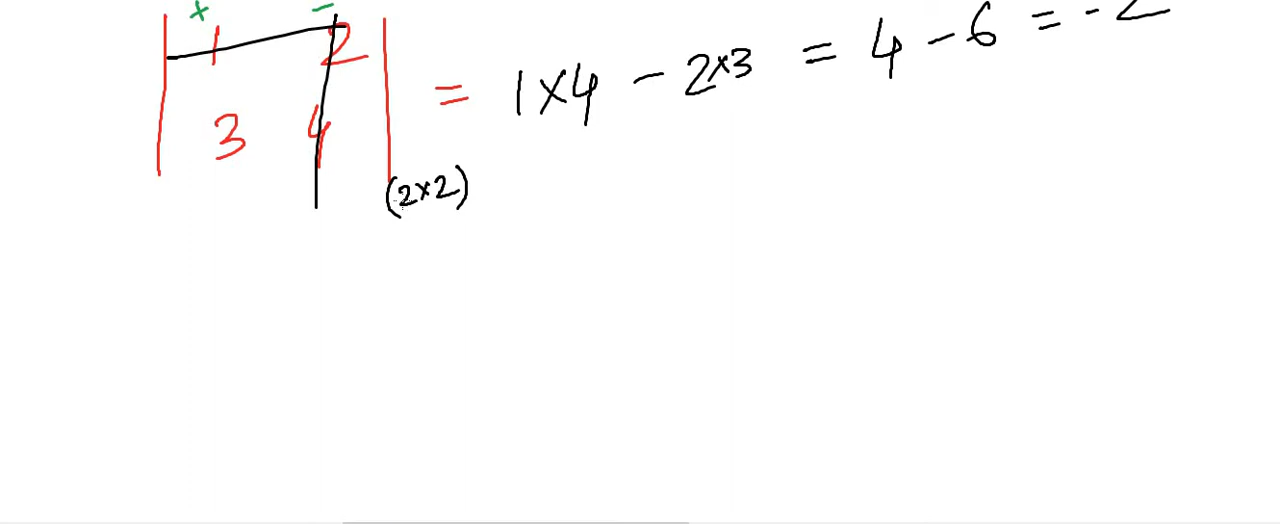 + -
1 2 = 1×4 - 2×3 = 4 - 6 = -2
3 4
(2×2)